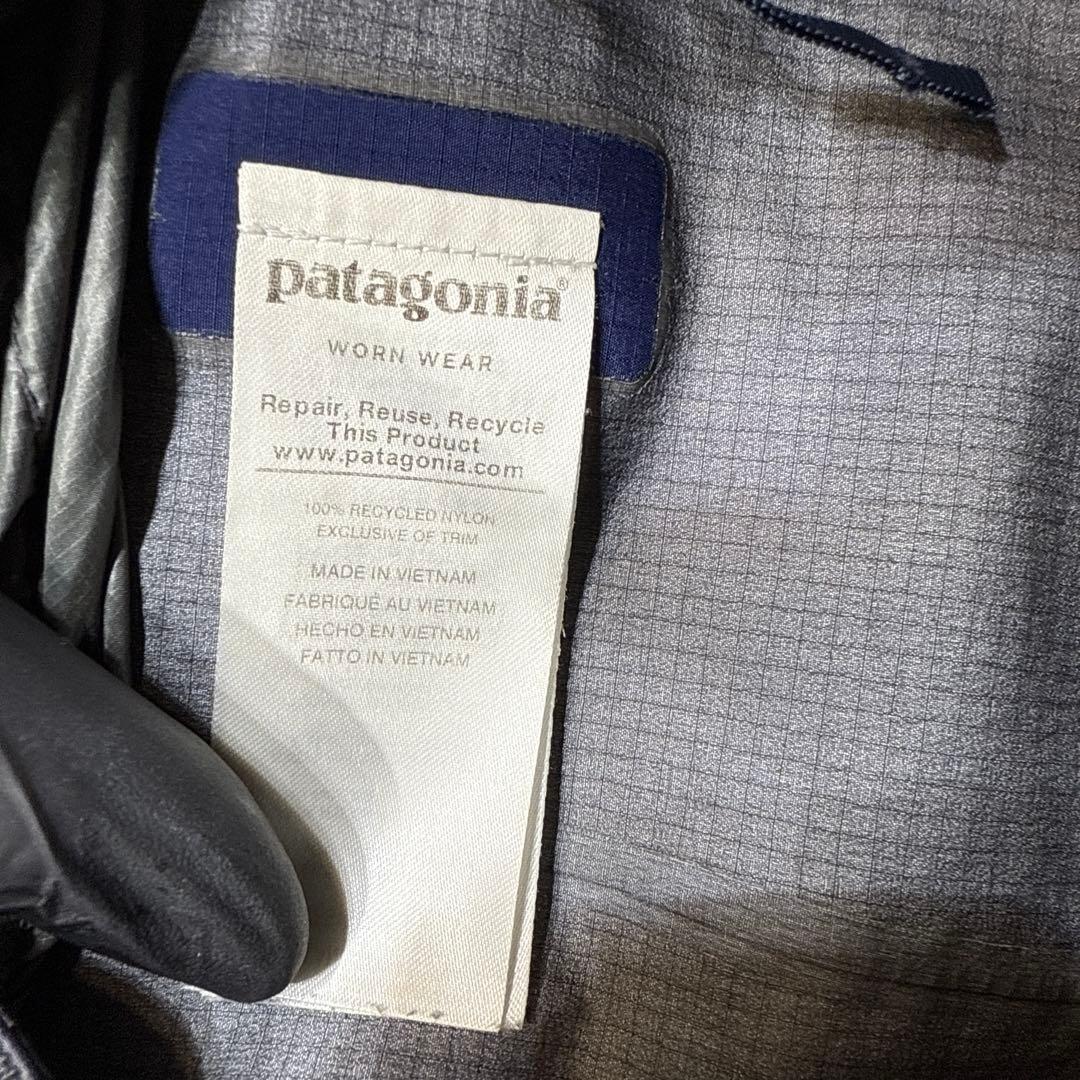 patagonia®
WORN WEAR
Repair, Reuse, Recycle
This Product
www.patagonia.com
100% RECYCLED NYLON
EXCLUSIVE OF TRIM
MADE IN VIETNAM
FABRIQUÉ AU VIETNAM
HECHO EN VIETNAM
FATTO IN VIETNAM